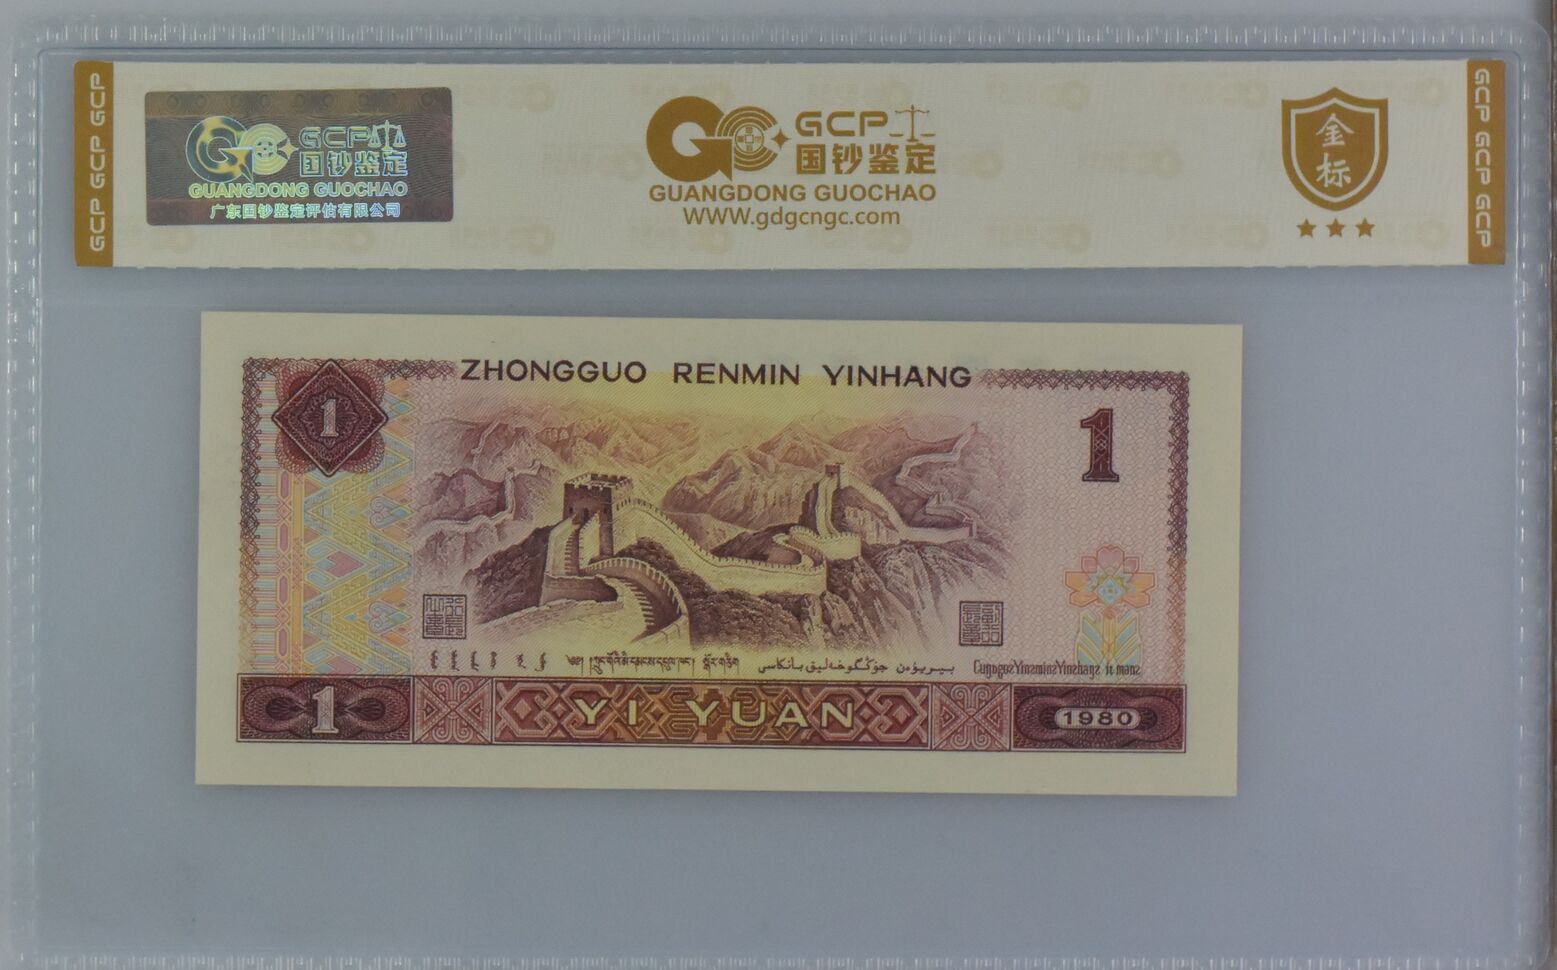 GCP GCP GCP
GCP
国钞鉴定
GUANGDONG GUOCHAO
广东国钞鉴定评估有限公司
GCP
国钞鉴定
GUANGDONG GUOCHAO
WWW.gdgcngc.com
金标
GCP GCP GCP
ZHONGGUO RENMIN YINHANG
1
1
1
YI YUAN
1980